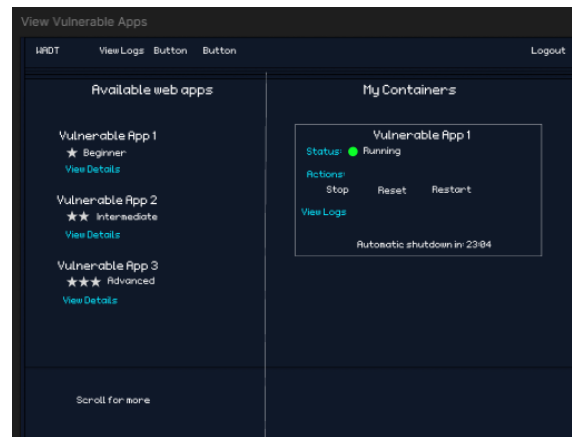 View Vulnerable Apps
WADT View Logs Button Button Logout
Available web apps
Vulnerable App 1
Beginner
View Details
Vulnerable App 2
Intermediate
View Details
Vulnerable App 3
Advanced
View Details
Scroll for more
My Containers
Vulnerable App 1
Status: Running
Actions:
Stop Reset Restart
View Logs
Automatic shutdown in: 23:04